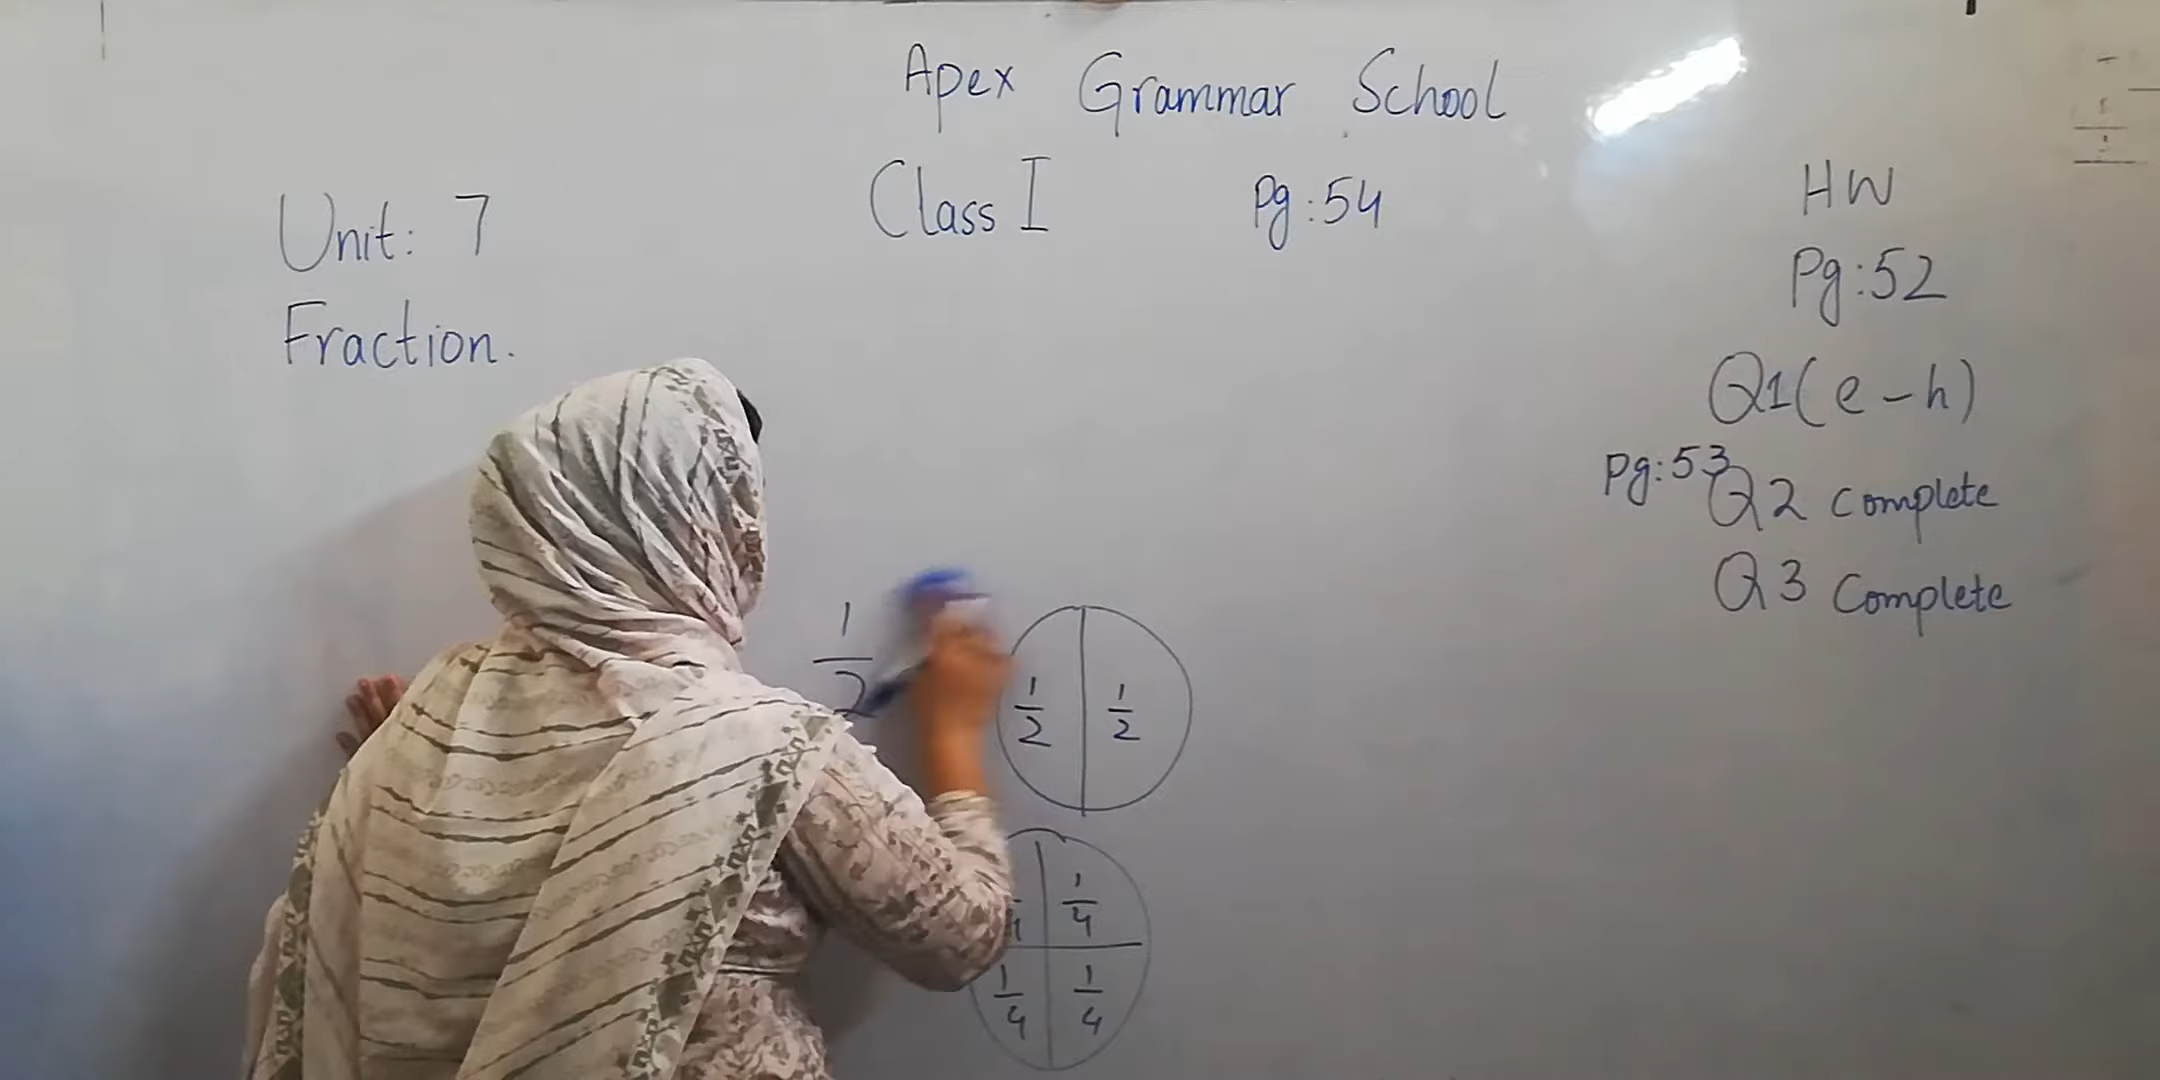 Apex Grammar School
Class I Pg:54
Unit: 7
Fraction.
HW
Pg:52
Q1(e-h)
Pg:53 Q2 complete
Q3 Complete
1/2
1/2 1/2
1/4
1/4 1/4